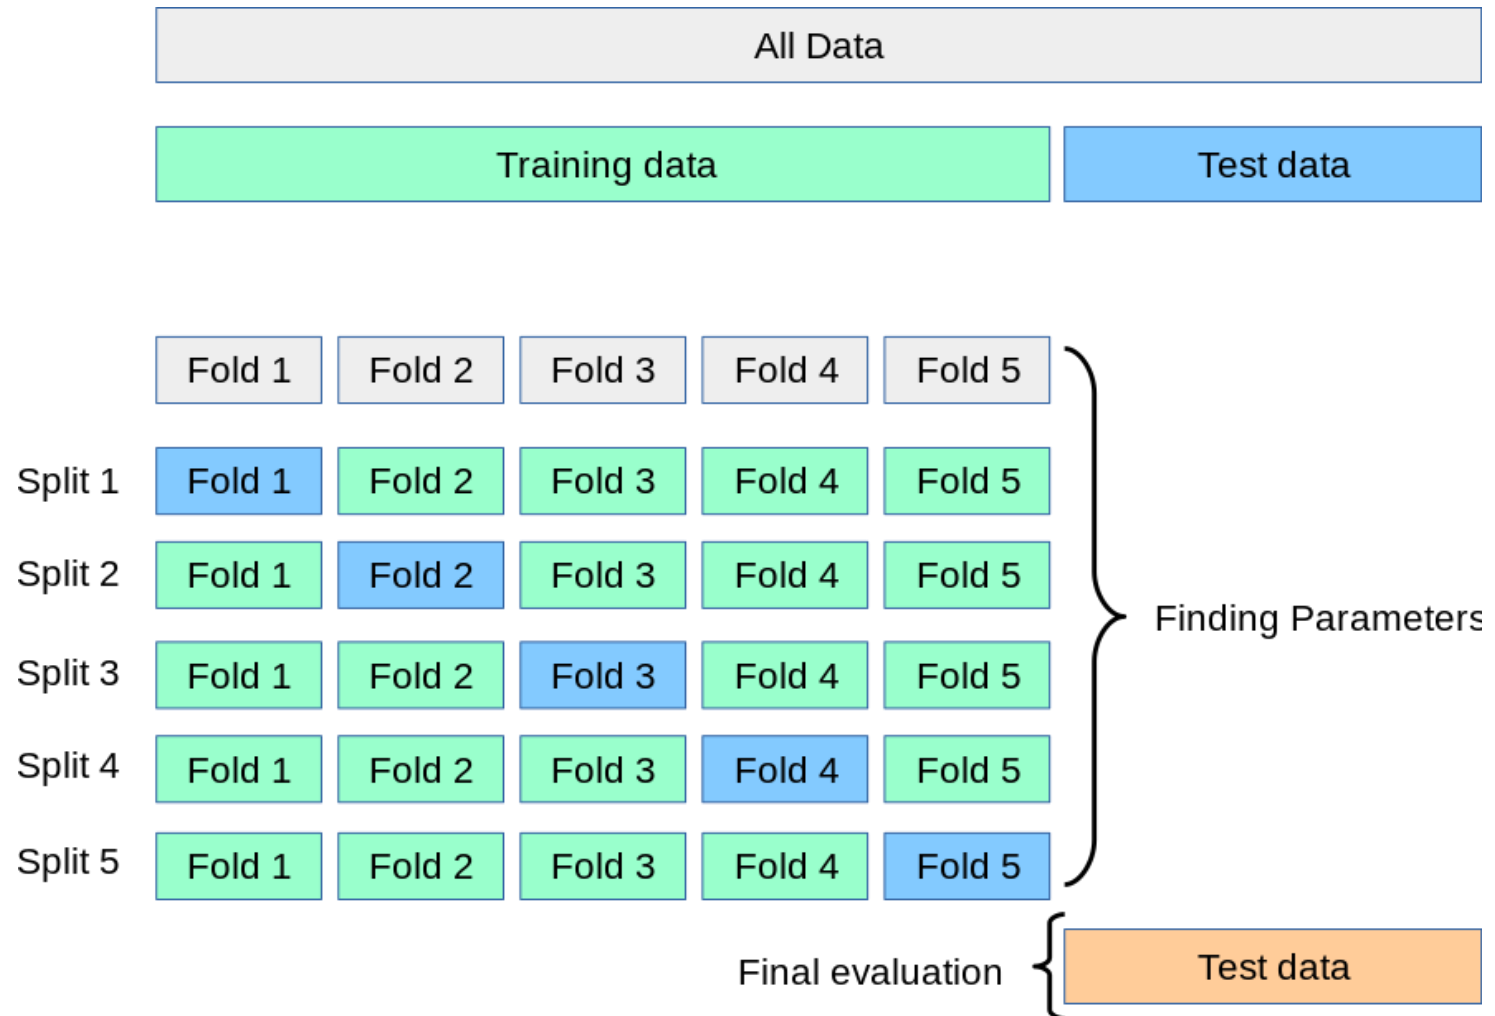 All Data
Training data Test data
Fold 1 Fold 2 Fold 3 Fold 4 Fold 5
Split 1 Fold 1 Fold 2 Fold 3 Fold 4 Fold 5
Split 2 Fold 1 Fold 2 Fold 3 Fold 4 Fold 5
Finding Parameters
Split 3 Fold 1 Fold 2 Fold 3 Fold 4 Fold 5
Split 4 Fold 1 Fold 2 Fold 3 Fold 4 Fold 5
Split 5 Fold 1 Fold 2 Fold 3 Fold 4 Fold 5
Final evaluation Test data